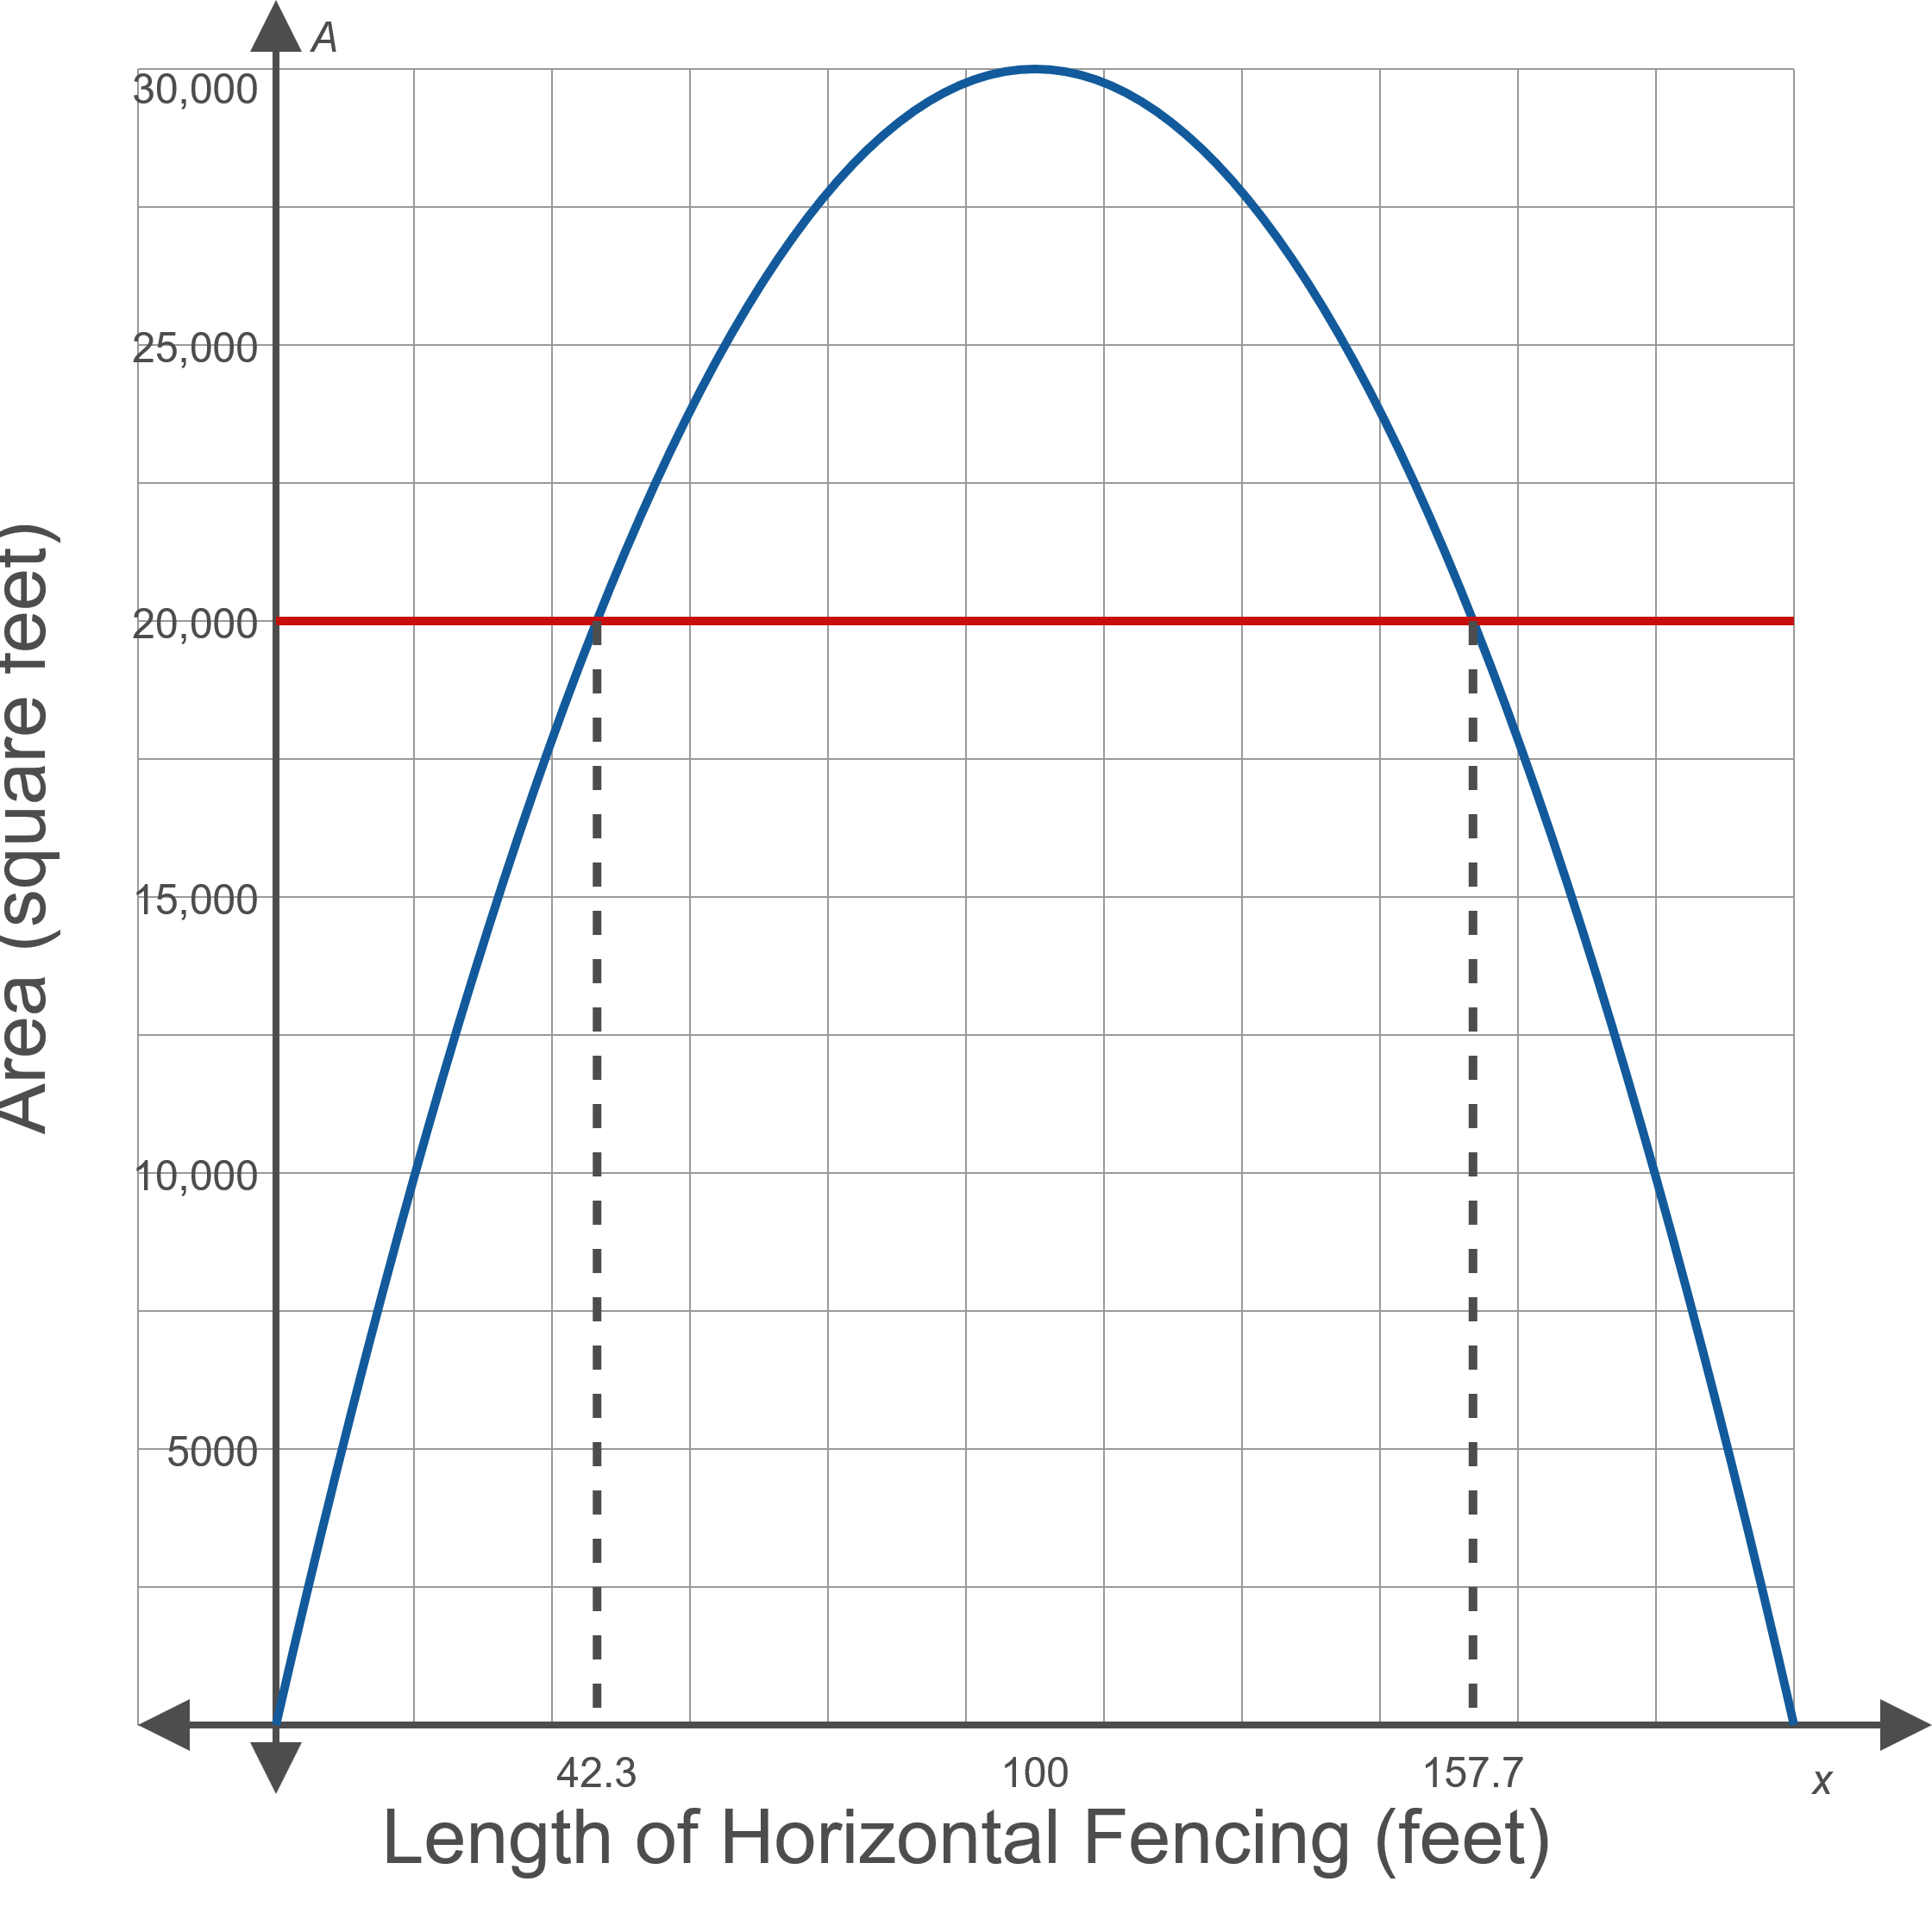 A
30,000
25,000
20,000
15,000
10,000
5000
Area (square feet)
42.3 100 157.7 x
Length of Horizontal Fencing (feet)